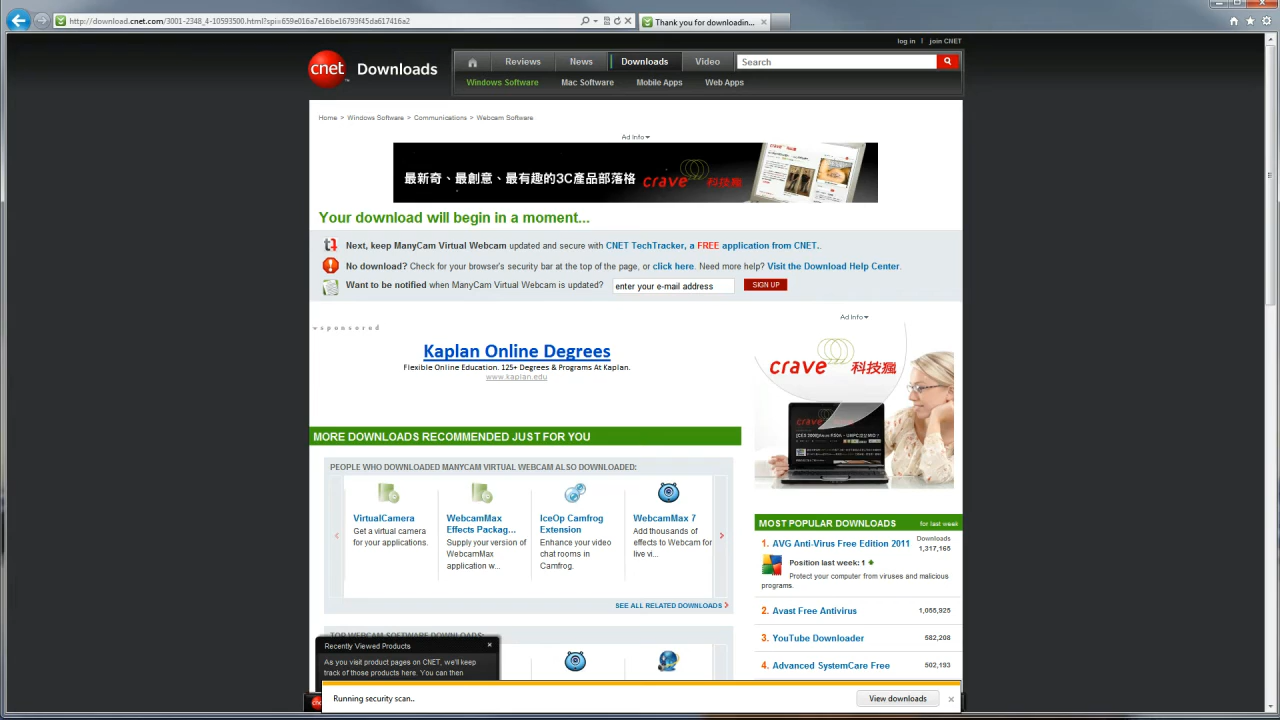 http://download.cnet.com/3001-2348_4-10593500.html?spi=659e016a7e16be16793f45da617416a2
Thank you for downloadin...
log in | join CNET
cnet Downloads
Reviews News Downloads Video Search
Windows Software Mac Software Mobile Apps Web Apps
Home > Windows Software > Communications > Webcam Software
Ad Info
最新奇、最創意、最有趣的3C產品部落格 crave 科技瘋
Your download will begin in a moment...
Next, keep ManyCam Virtual Webcam updated and secure with CNET TechTracker, a FREE application from CNET..
No download? Check for your browser's security bar at the top of the page, or click here. Need more help? Visit the Download Help Center.
Want to be notified when ManyCam Virtual Webcam is updated? enter your e-mail address SIGN UP
Ad Info
sponsored
Kaplan Online Degrees
Flexible Online Education. 125+ Degrees & Programs At Kaplan.
www.kaplan.edu
crave 科技瘋
crave
MORE DOWNLOADS RECOMMENDED JUST FOR YOU
PEOPLE WHO DOWNLOADED MANYCAM VIRTUAL WEBCAM ALSO DOWNLOADED:
VirtualCamera
Get a virtual camera
for your applications.
WebcamMax
Effects Packag...
Supply your version of
WebcamMax
application w...
IceOp Camfrog
Extension
Enhance your video
chat rooms in
Camfrog.
WebcamMax 7
Add thousands of
effects to Webcam for
live vi...
SEE ALL RELATED DOWNLOADS
TOP WEBCAM SOFTWARE DOWNLOADS:
MOST POPULAR DOWNLOADS for last week
Downloads
1. AVG Anti-Virus Free Edition 2011 1,317,165
Position last week: 1
Protect your computer from viruses and malicious
programs.
2. Avast Free Antivirus 1,055,925
3. YouTube Downloader 582,208
4. Advanced SystemCare Free 502,193
Recently Viewed Products
As you visit product pages on CNET, we'll keep
track of those products here. You can then
Running security scan.. View downloads